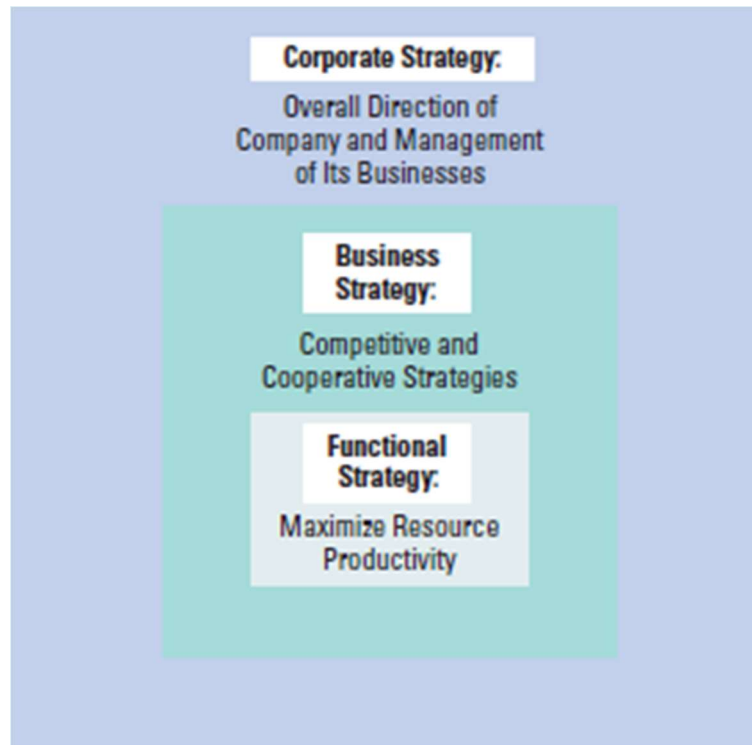 Corporate Strategy:
Overall Direction of
Company and Management
of Its Businesses
Business
Strategy:
Competitive and
Cooperative Strategies
Functional
Strategy:
Maximize Resource
Productivity